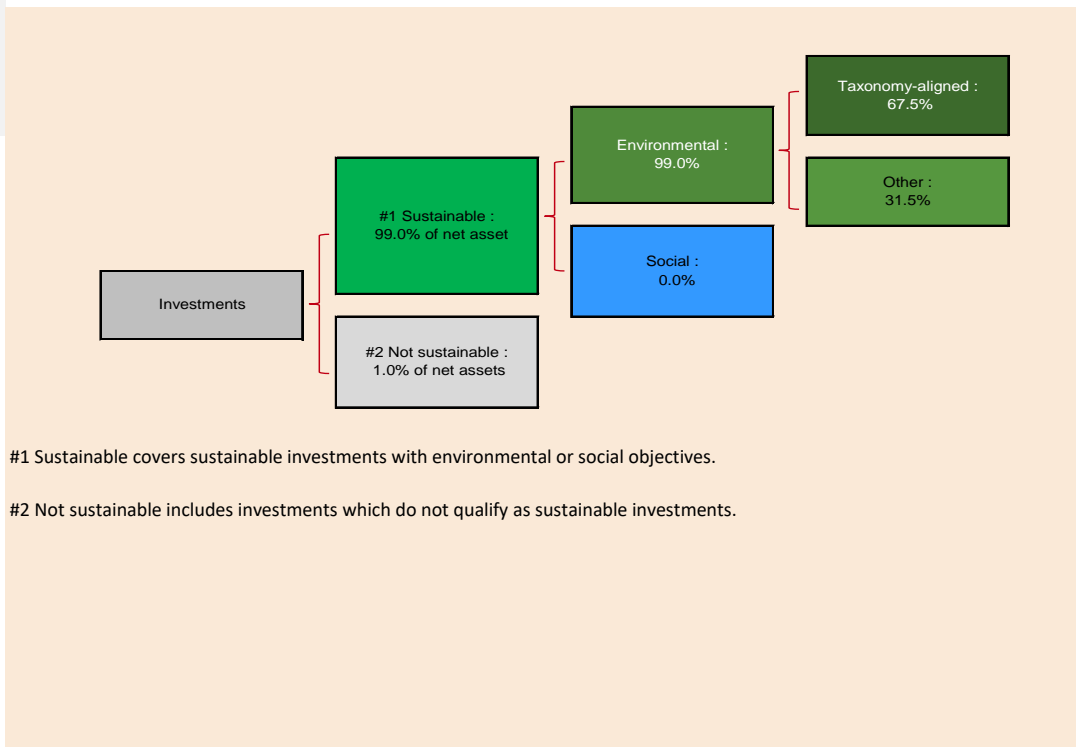 Taxonomy-aligned :
67.5%
Environmental :
99.0%
Other :
31.5%
#1 Sustainable :
99.0% of net asset
Social :
0.0%
Investments
#2 Not sustainable :
1.0% of net assets
#1 Sustainable covers sustainable investments with environmental or social objectives.
#2 Not sustainable includes investments which do not qualify as sustainable investments.